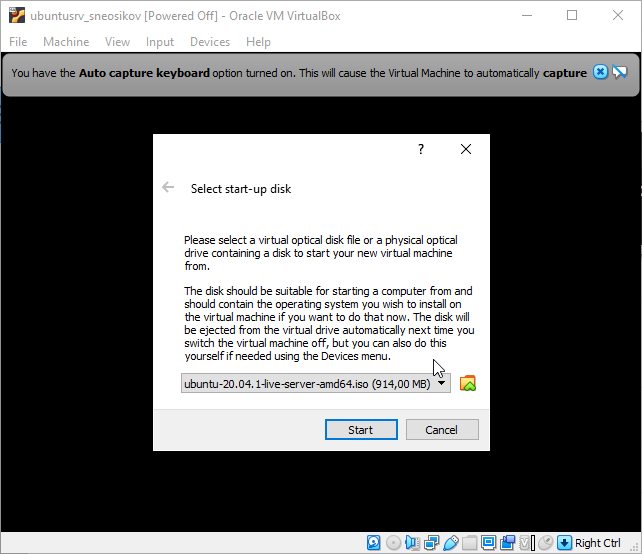 ubuntusrv_sneosikov [Powered Off] - Oracle VM VirtualBox
File Machine View Input Devices Help
You have the Auto capture keyboard option turned on. This will cause the Virtual Machine to automatically capture
?
Select start-up disk
Please select a virtual optical disk file or a physical optical
drive containing a disk to start your new virtual machine
from.
The disk should be suitable for starting a computer from and
should contain the operating system you wish to install on
the virtual machine if you want to do that now. The disk will
be ejected from the virtual drive automatically next time you
switch the virtual machine off, but you can also do this
yourself if needed using the Devices menu.
ubuntu-20.04.1-live-server-amd64.iso (914,00 MB)
Start Cancel
Right Ctrl